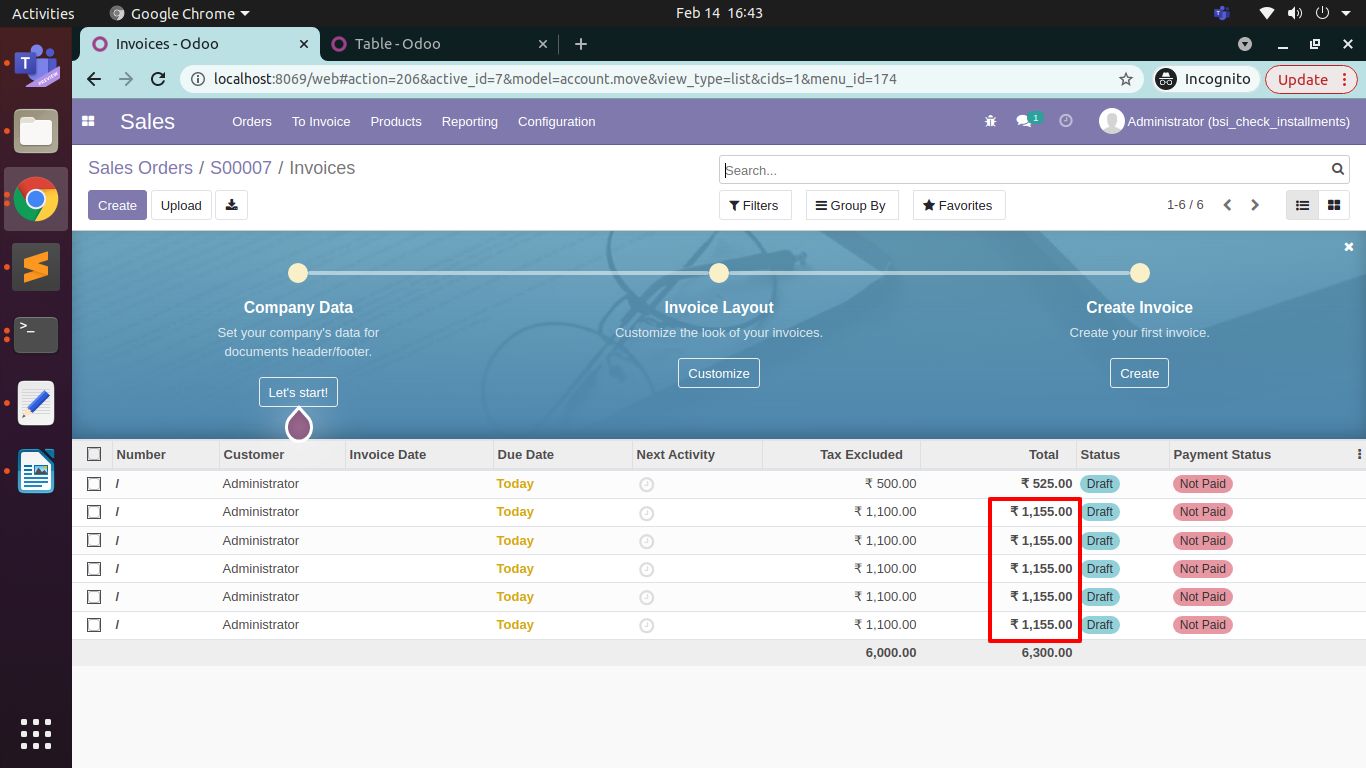 Activities Google Chrome Feb 14 16:43
Invoices - Odoo Table - Odoo
localhost:8069/web#action=206&active_id=7&model=account.move&view_type=list&cids=1&menu_id=174 Incognito Update
Sales Orders To Invoice Products Reporting Configuration 1 Administrator (bsi_check_installments)
Sales Orders / S00007 / Invoices Search...
Create Upload Filters Group By Favorites 1-6 / 6
Company Data Invoice Layout Create Invoice
Set your company's data for Customize the look of your invoices. Create your first invoice.
documents header/footer.
Let's start! Customize Create
Number Customer Invoice Date Due Date Next Activity Tax Excluded Total Status Payment Status
/ Administrator Today ₹ 500.00 ₹ 525.00 Draft Not Paid
/ Administrator Today ₹ 1,100.00 ₹ 1,155.00 Draft Not Paid
/ Administrator Today ₹ 1,100.00 ₹ 1,155.00 Draft Not Paid
/ Administrator Today ₹ 1,100.00 ₹ 1,155.00 Draft Not Paid
/ Administrator Today ₹ 1,100.00 ₹ 1,155.00 Draft Not Paid
/ Administrator Today ₹ 1,100.00 ₹ 1,155.00 Draft Not Paid
6,000.00 6,300.00